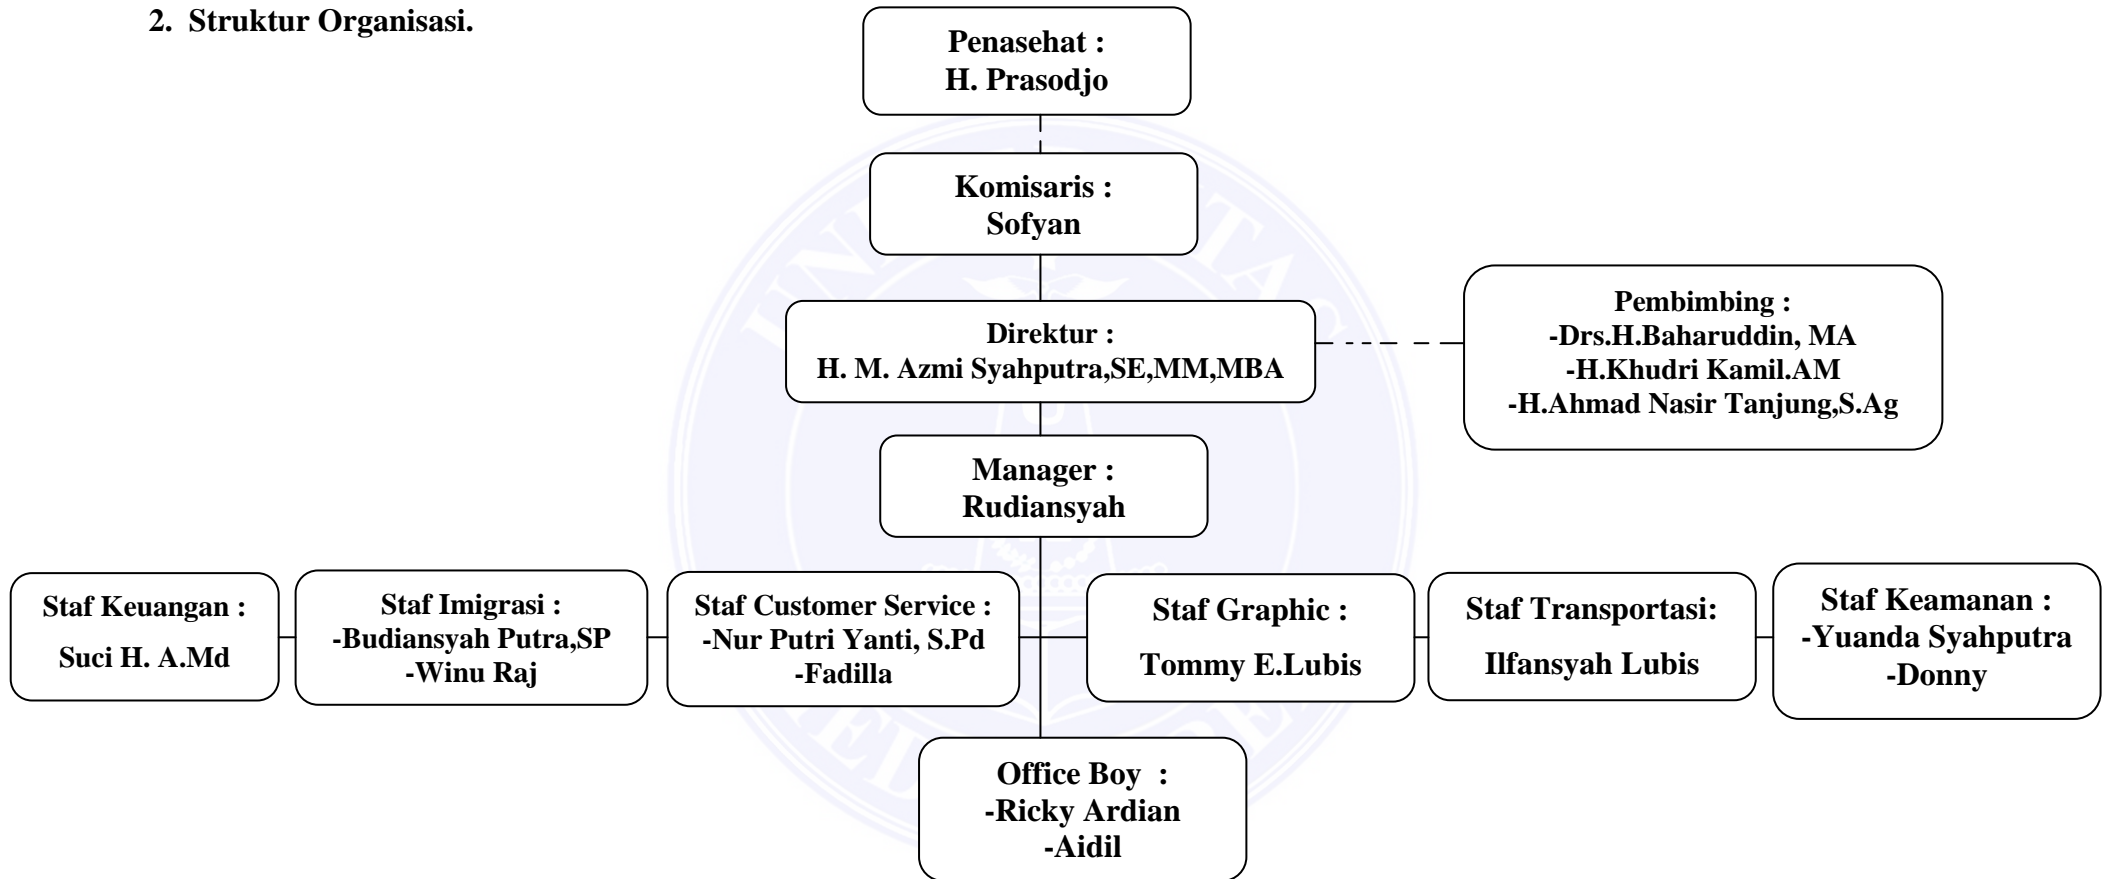 2. Struktur Organisasi.
Penasehat :
H. Prasodjo
Komisaris :
Sofyan
Direktur :
H. M. Azmi Syahputra,SE,MM,MBA
Pembimbing :
-Drs.H.Baharuddin, MA
-H.Khudri Kamil.AM
-H.Ahmad Nasir Tanjung,S.Ag
Manager :
Rudiansyah
Staf Keuangan :
Suci H. A.Md
Staf Imigrasi :
-Budiansyah Putra,SP
-Winu Raj
Staf Customer Service :
-Nur Putri Yanti, S.Pd
-Fadilla
Staf Graphic :
Tommy E.Lubis
Staf Transportasi:
Ilfansyah Lubis
Staf Keamanan :
-Yuanda Syahputra
-Donny
Office Boy  :
-Ricky Ardian
-Aidil